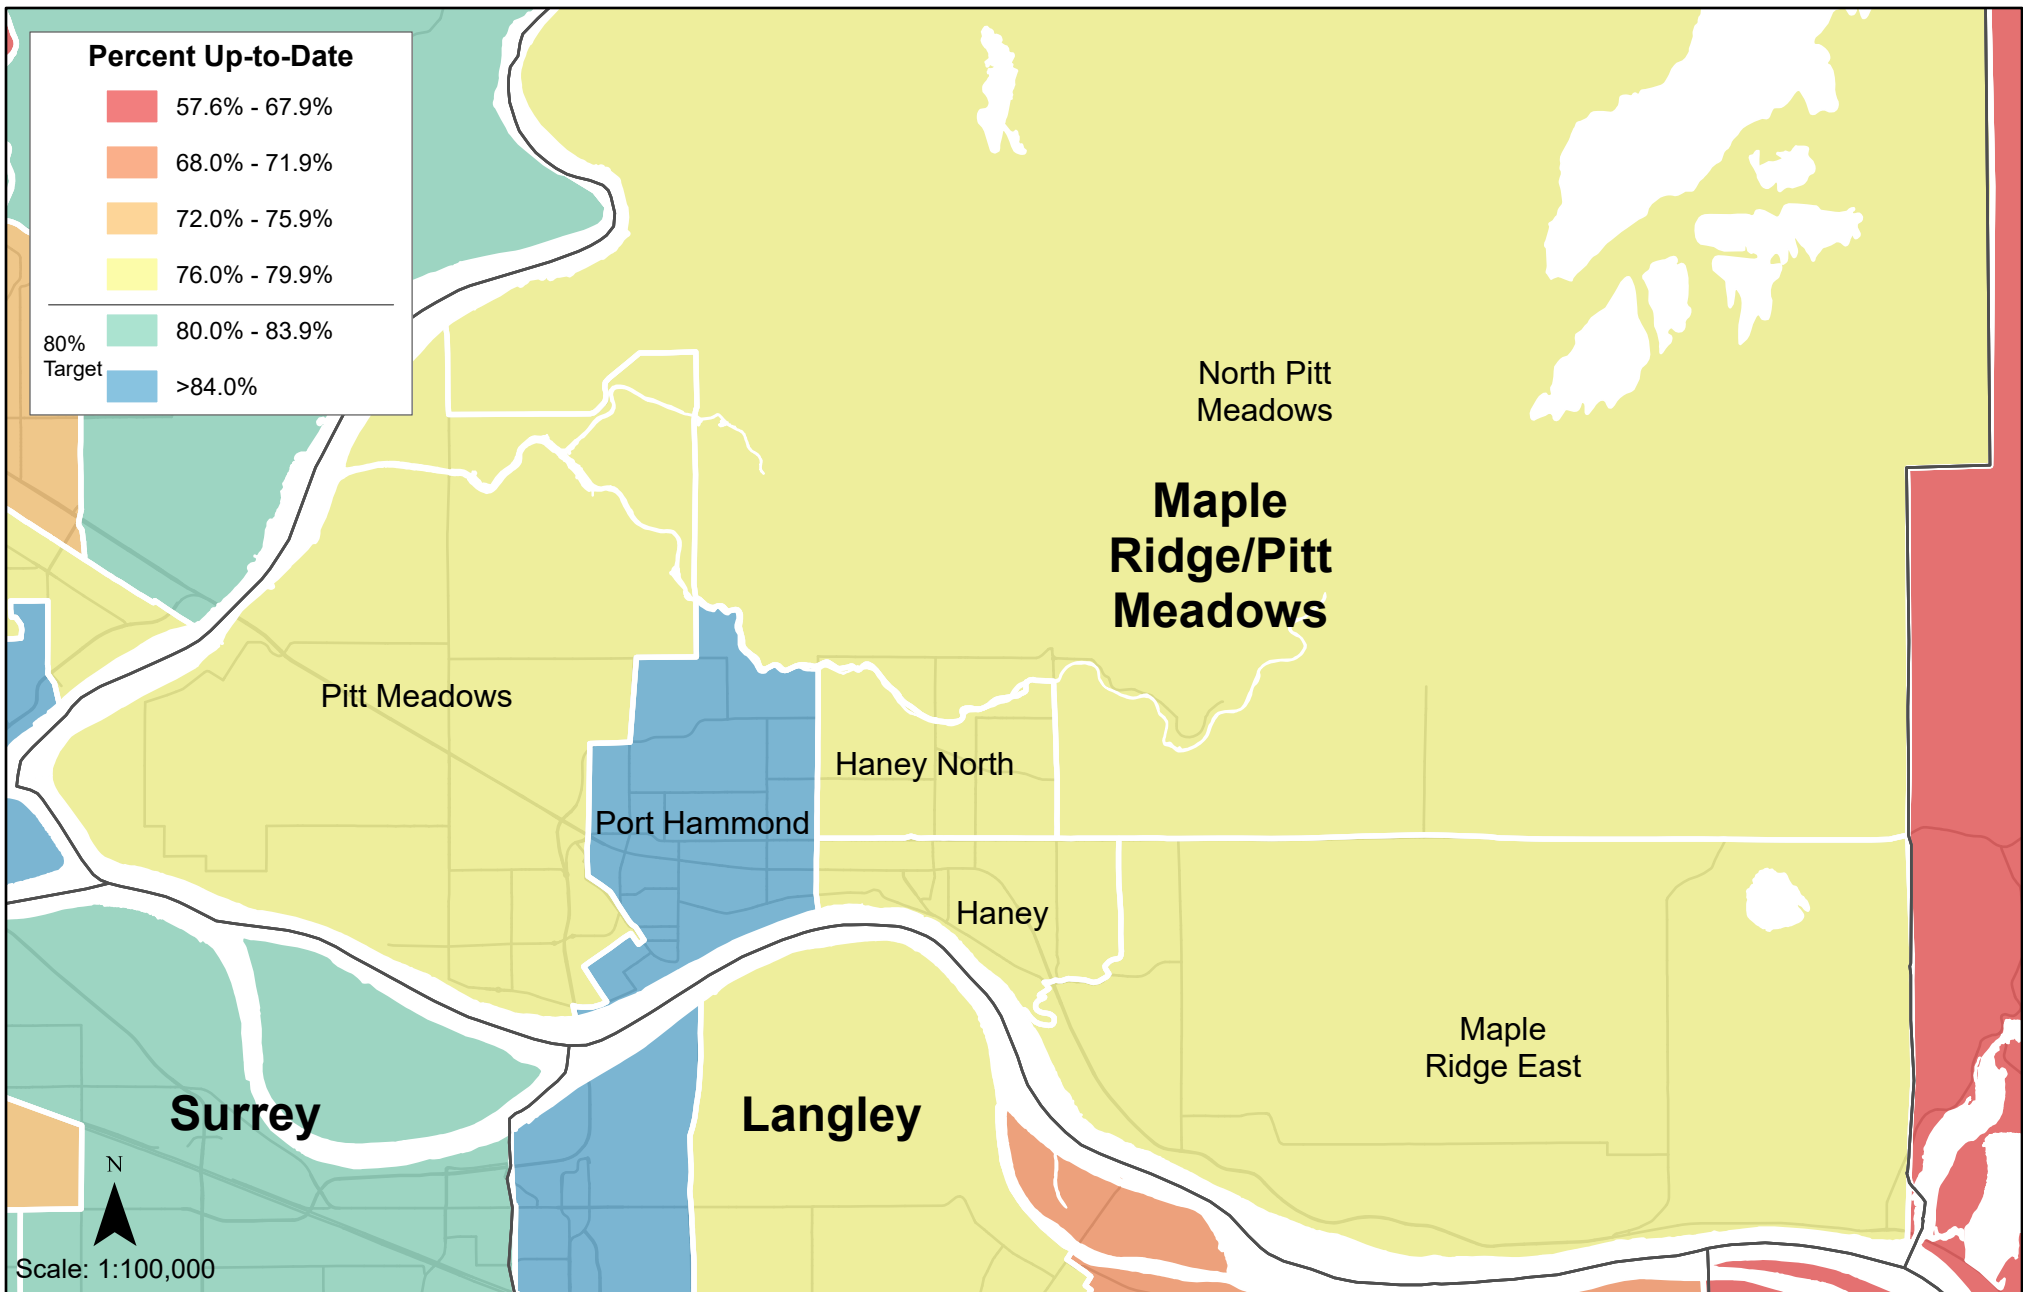 Percent Up-to-Date
57.6% - 67.9%
68.0% - 71.9%
72.0% - 75.9%
76.0% - 79.9%
80.0% - 83.9%
80%
Target
>84.0%
North Pitt
Meadows
Maple
Ridge/Pitt
Meadows
Pitt Meadows
Haney North
Port Hammond
Haney
Maple
Ridge East
Surrey
Langley
N
Scale: 1:100,000